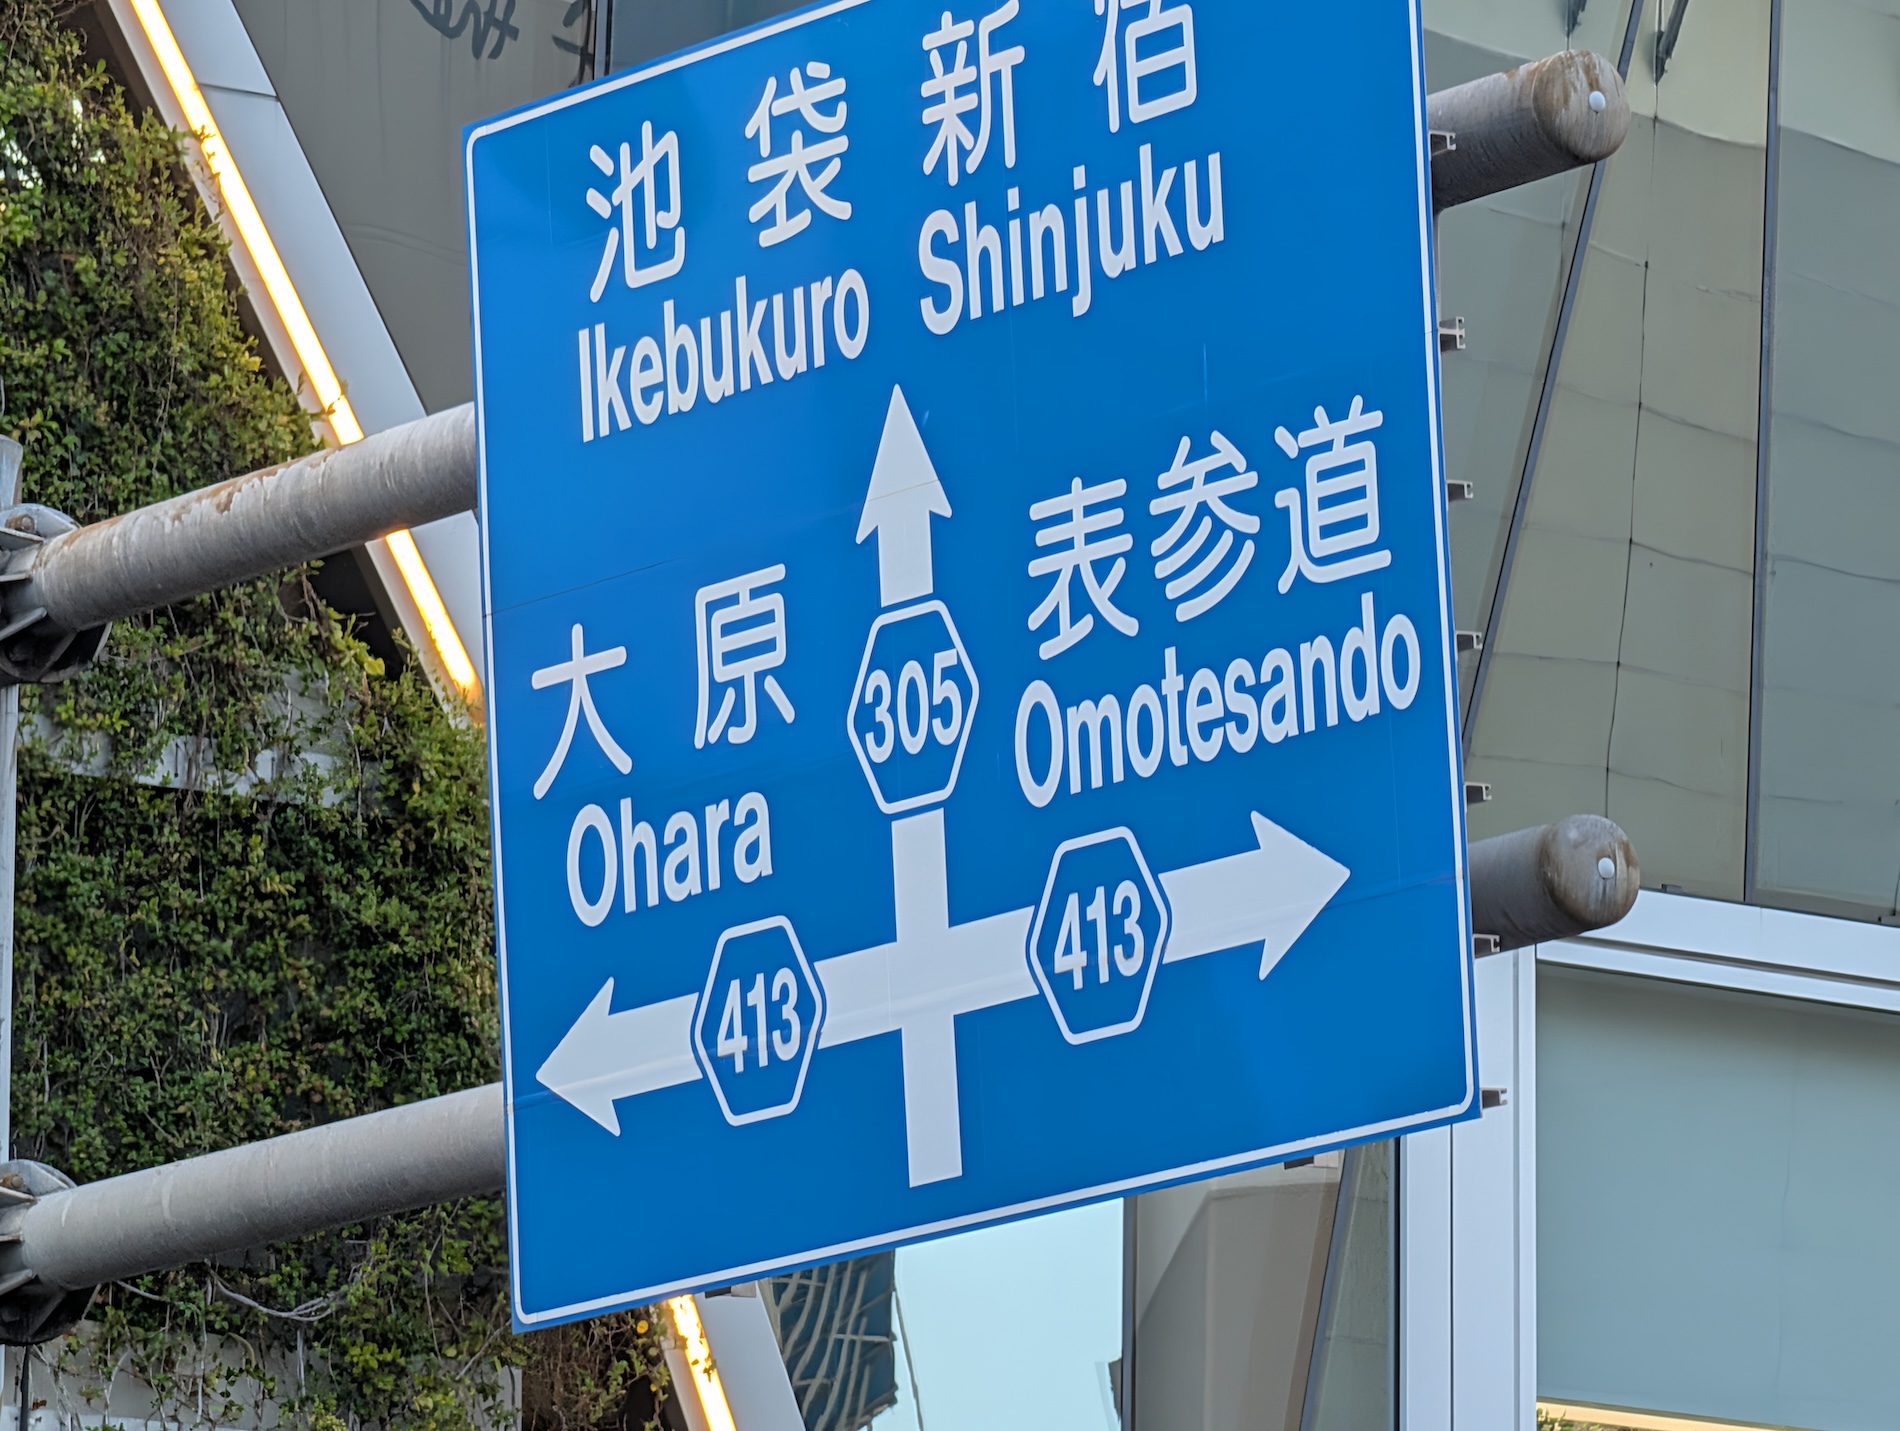 池袋 新宿
Ikebukuro Shinjuku
表参道
Omotesando
大原
Ohara
305
413
413